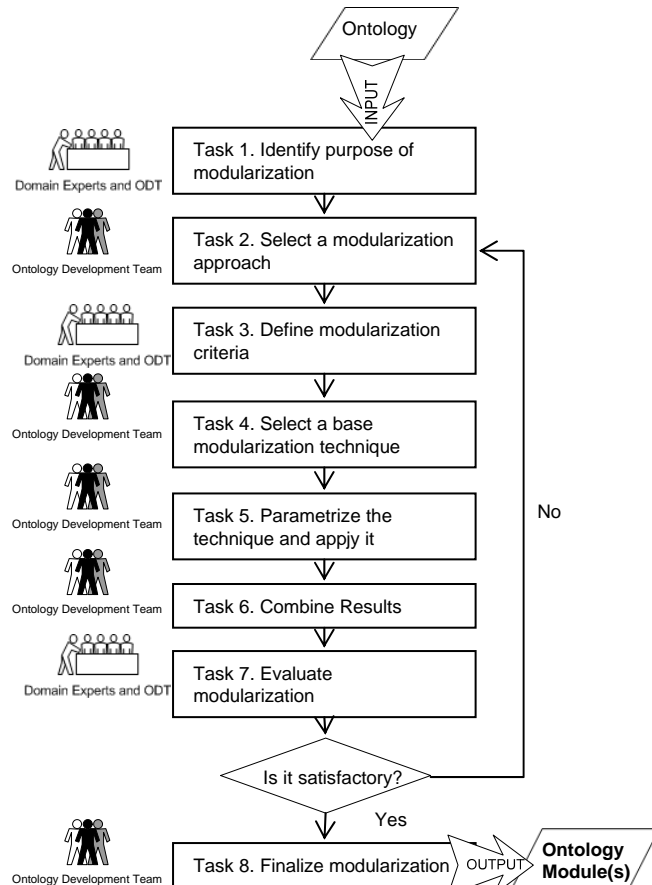 Ontology
INPUT
Task 1. Identify purpose of
modularization
Domain Experts and ODT
Task 2. Select a modularization
approach
Ontology Development Team
Task 3. Define modularization
criteria
Domain Experts and ODT
Task 4. Select a base
modularization technique
Ontology Development Team
Task 5. Parametrize the
technique and appjy it
Ontology Development Team
No
Task 6. Combine Results
Ontology Development Team
Task 7. Evaluate
modularization
Domain Experts and ODT
Is it satisfactory?
Yes
Task 8. Finalize modularization
Ontology Development Team
OUTPUT
Ontology
Module(s)